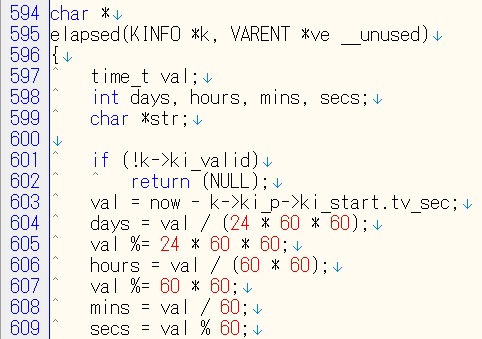 594 char *↓
595 elapsed(KINFO *k, VARENT *ve __unused)↓
596 {↓
597 ^ time_t val;↓
598 ^ int days, hours, mins, secs;↓
599 ^ char *str;↓
600 ↓
601 ^ if (!k->ki_valid)↓
602 ^ ^ return (NULL);↓
603 ^ val = now - k->ki_p->ki_start.tv_sec;↓
604 ^ days = val / (24 * 60 * 60);↓
605 ^ val %= 24 * 60 * 60;↓
606 ^ hours = val / (60 * 60);↓
607 ^ val %= 60 * 60;↓
608 ^ mins = val / 60;↓
609 ^ secs = val % 60;↓